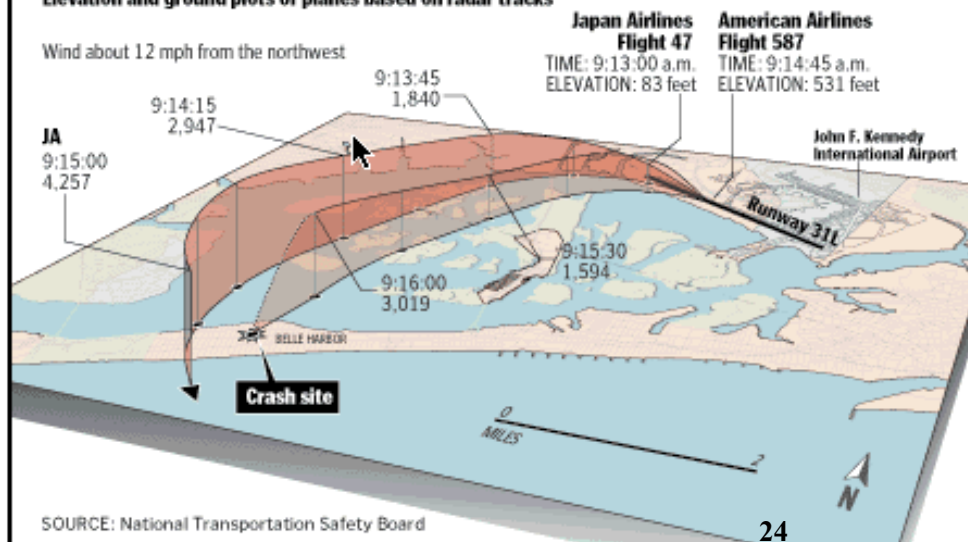 Elevation and ground plots of planes based on radar tracks
Wind about 12 mph from the northwest
Japan Airlines
Flight 47
TIME: 9:13:00 a.m.
ELEVATION: 83 feet
American Airlines
Flight 587
TIME: 9:14:45 a.m.
ELEVATION: 531 feet
9:13:45
1,840
9:14:15
2,947
JA
9:15:00
4,257
John F. Kennedy
International Airport
Runway 31L
9:15:30
1,594
9:16:00
3,019
BELLE HARBOR
Crash site
0
MILES
2
N
SOURCE: National Transportation Safety Board
24